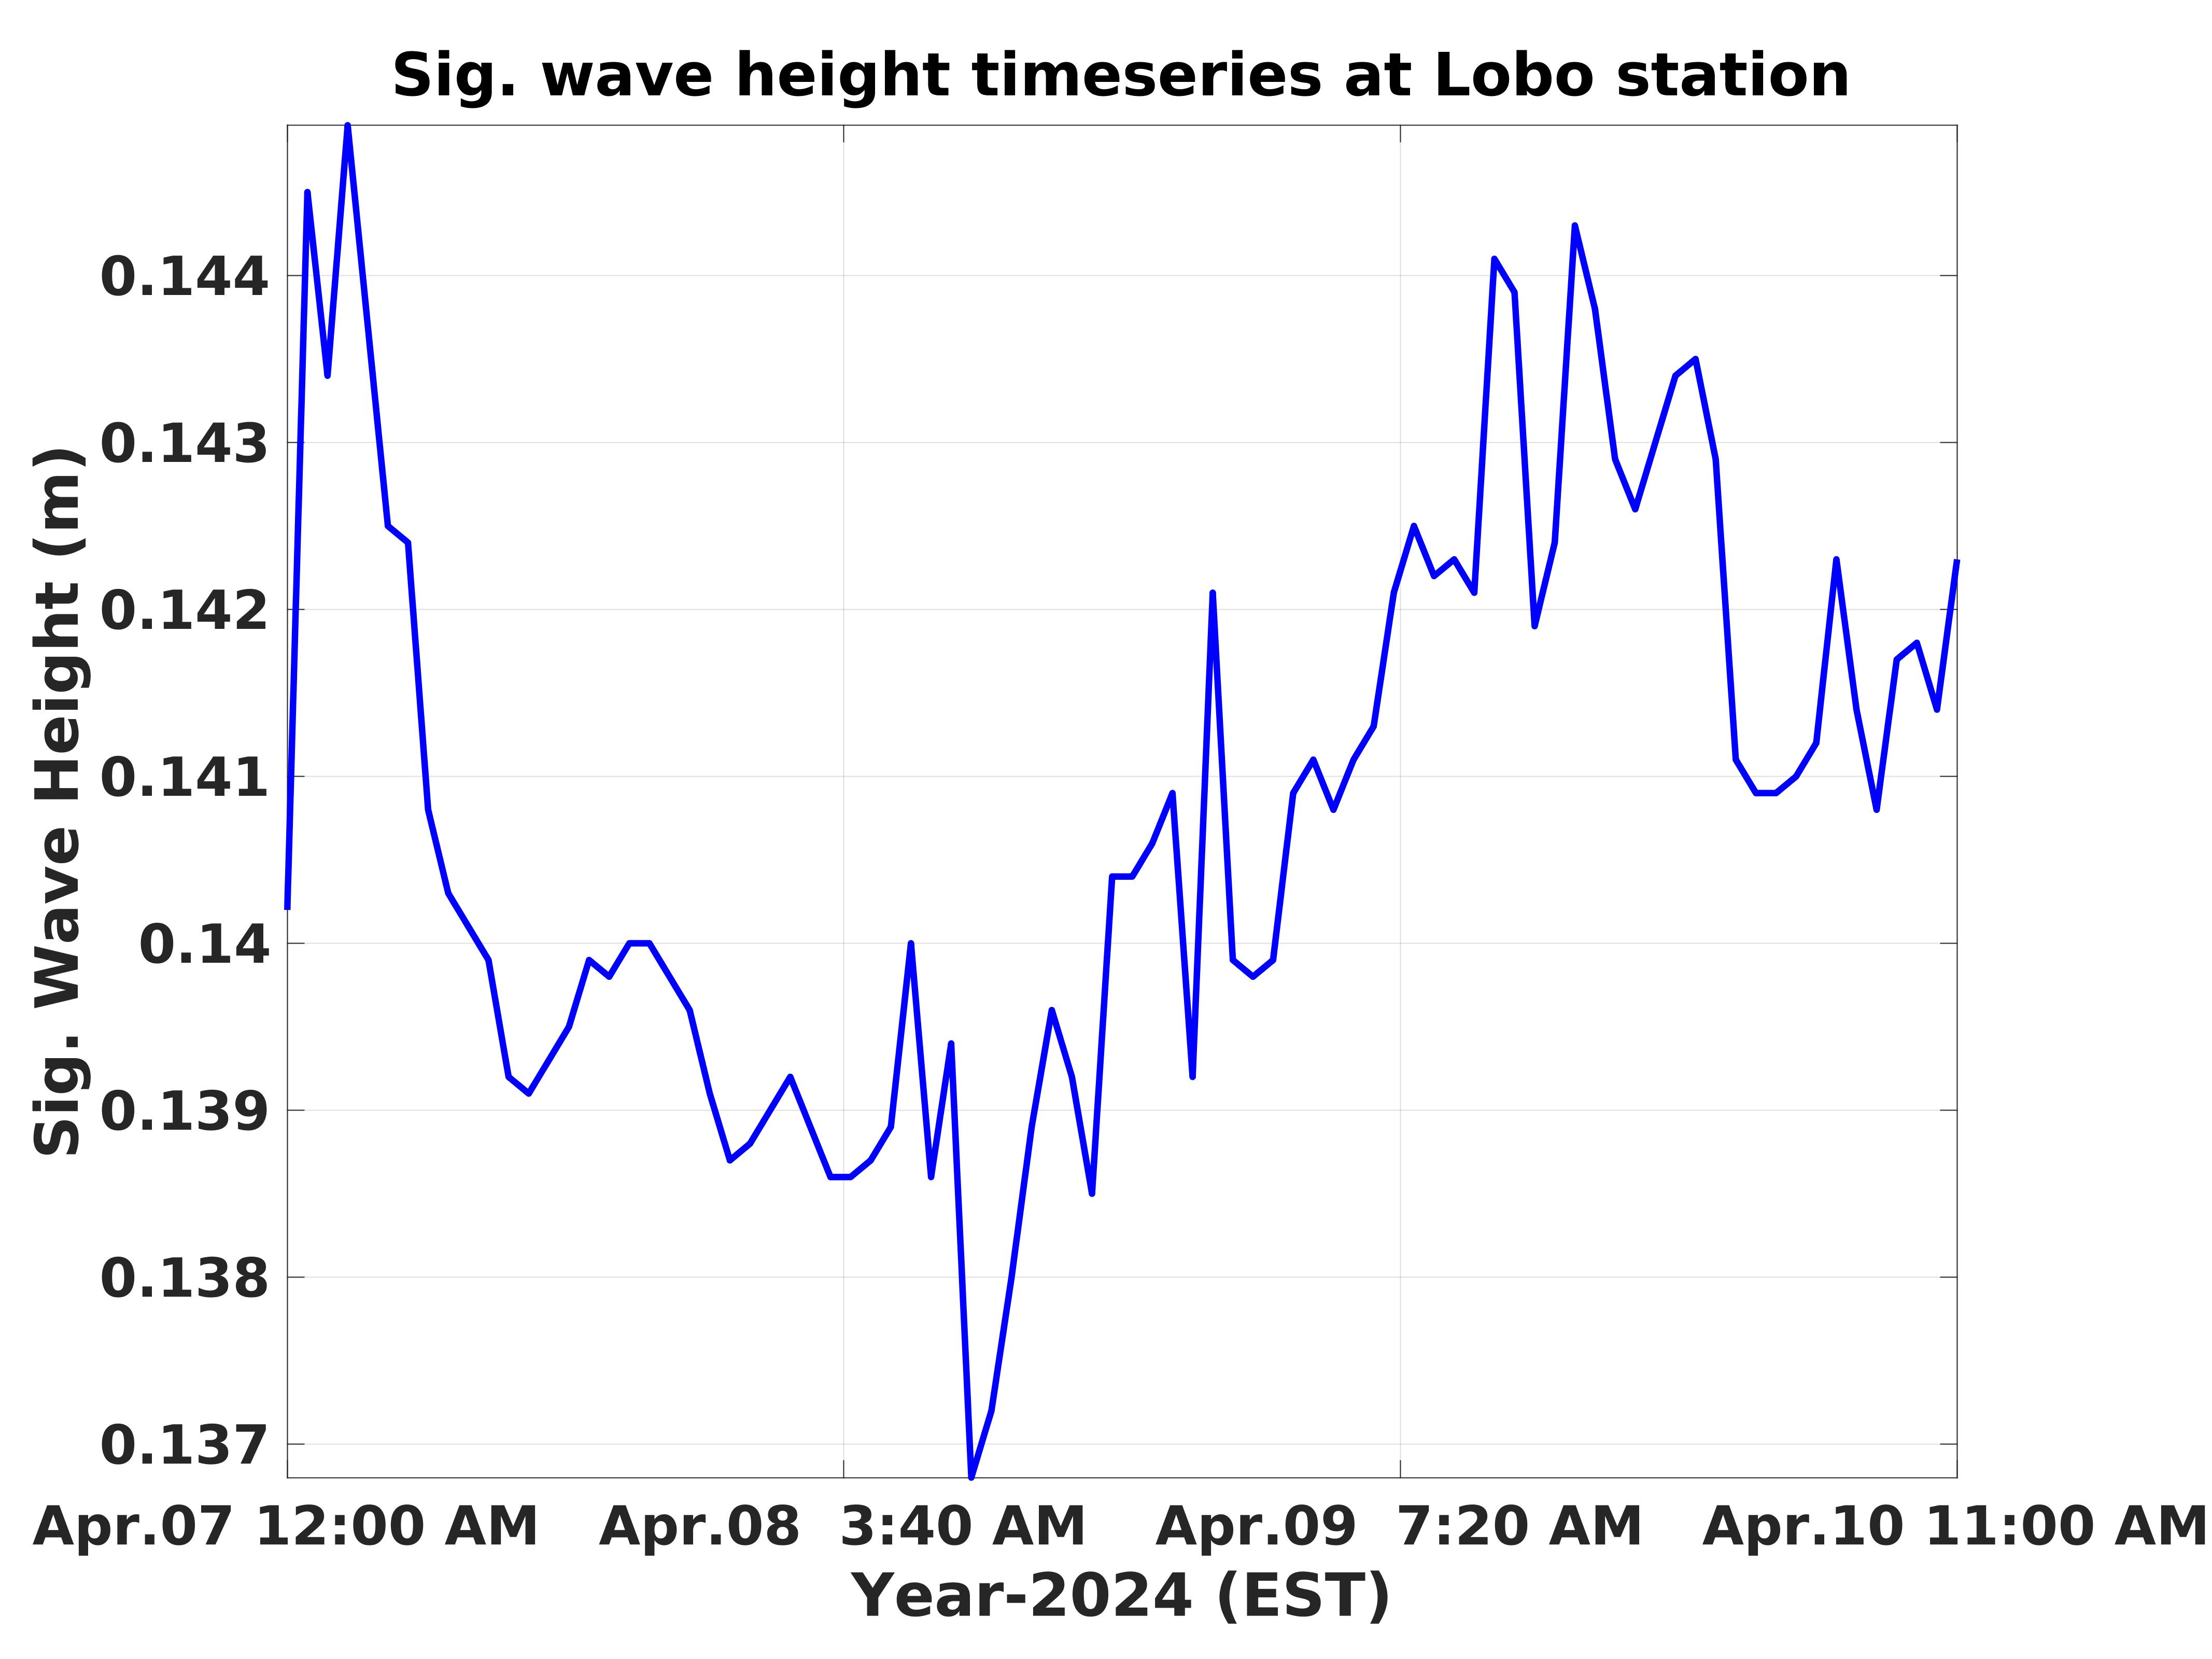 Sig. wave height timeseries at Lobo station
Sig. Wave Height (m)
0.144
0.143
0.142
0.141
0.14
0.139
0.138
0.137
Apr.07 12:00 AM Apr.08 3:40 AM Apr.09 7:20 AM Apr.10 11:00 AM
Year-2024 (EST)